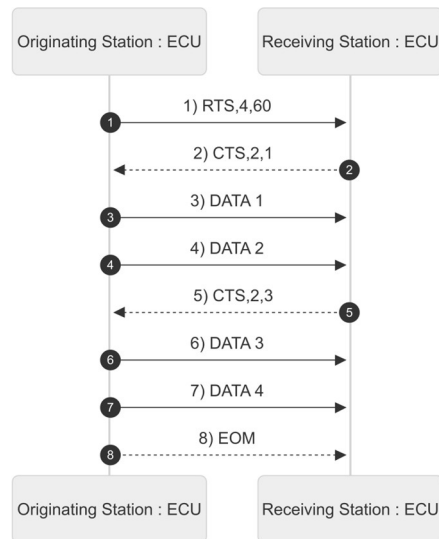 Originating Station : ECU
Receiving Station : ECU
1) RTS,4,60
1
2) CTS,2,1
2
3) DATA 1
3
4) DATA 2
4
5) CTS,2,3
5
6) DATA 3
6
7) DATA 4
7
8) EOM
8
Originating Station : ECU
Receiving Station : ECU